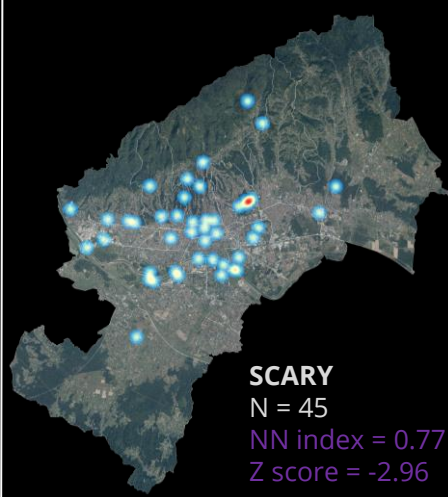 SCARY
N = 45
NN index = 0.77
Z score = -2.96